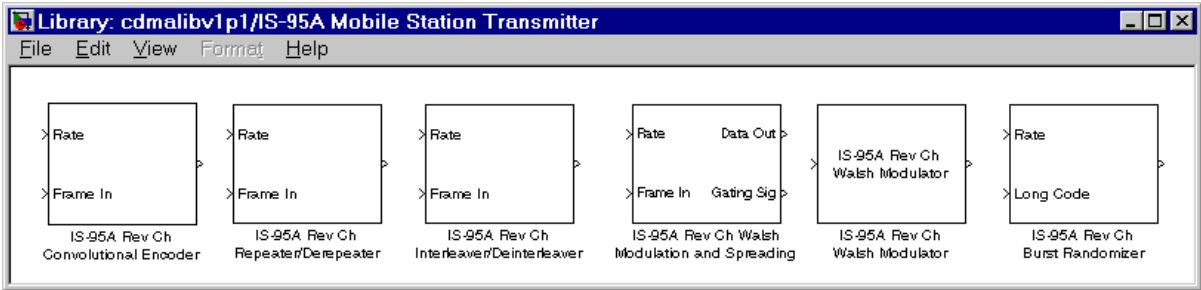 Library: cdmalibv1p1/IS-95A Mobile Station Transmitter
File Edit View Format Help
Rate
Frame In
IS-95A Rev Ch
Convolutional Encoder
Rate
Frame In
IS-95A Rev Ch
Repeater/Derepeater
Rate
Frame In
IS-95A Rev Ch
Interleaver/Deinterleaver
Rate Data Out
Frame In Gating Sig
IS-95A Rev Ch Walsh
Modulation and Spreading
IS-95A Rev Ch
Walsh Modulator
IS-95A Rev Ch
Walsh Modulator
Rate
Long Code
IS-95A Rev Ch
Burst Randomizer